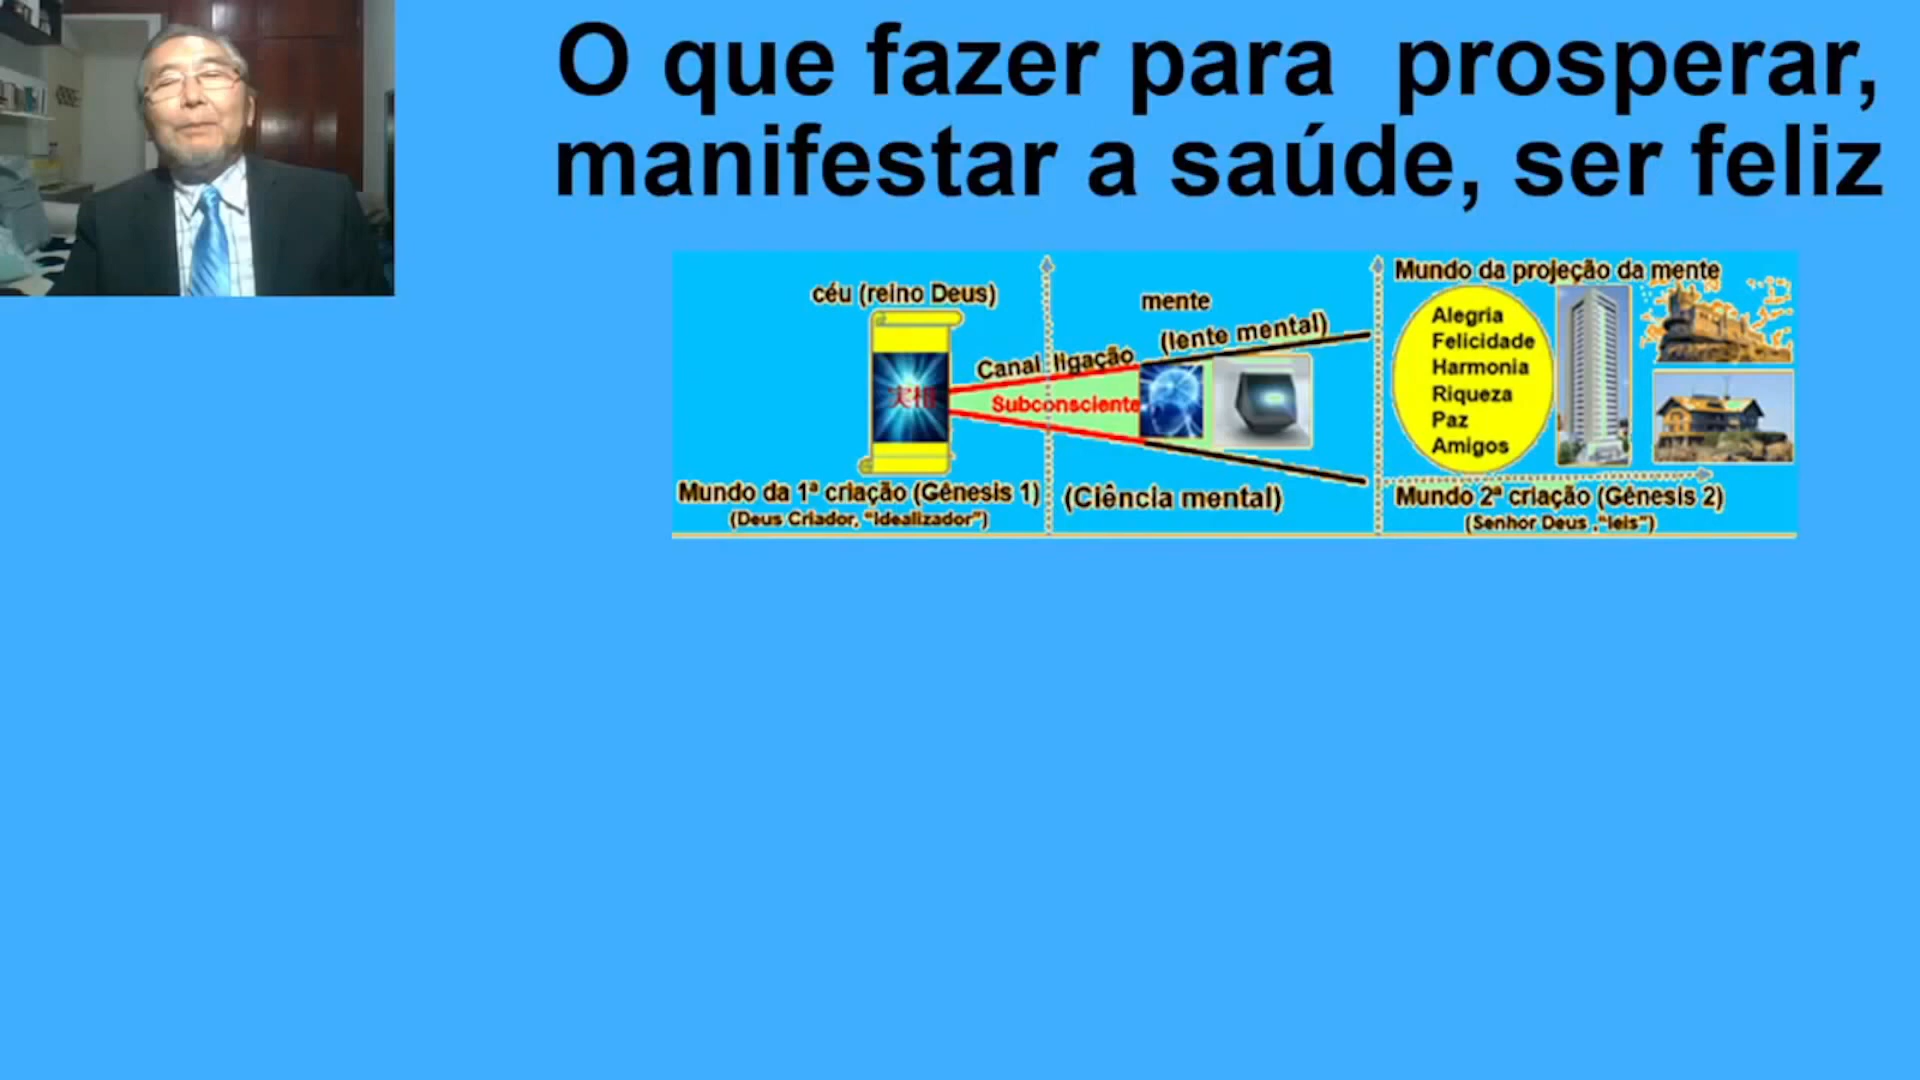 O que fazer para prosperar,
manifestar a saúde, ser feliz
céu (reino Deus)
実相
Mundo da 1ª criação (Gênesis 1)
(Deus Criador, “Idealizador”)
Canal ligação
Subconsciente
mente
(lente mental)
(Ciência mental)
Mundo da projeção da mente
Alegria
Felicidade
Harmonia
Riqueza
Paz
Amigos
Mundo 2ª criação (Gênesis 2)
(Senhor Deus ,“leis”)